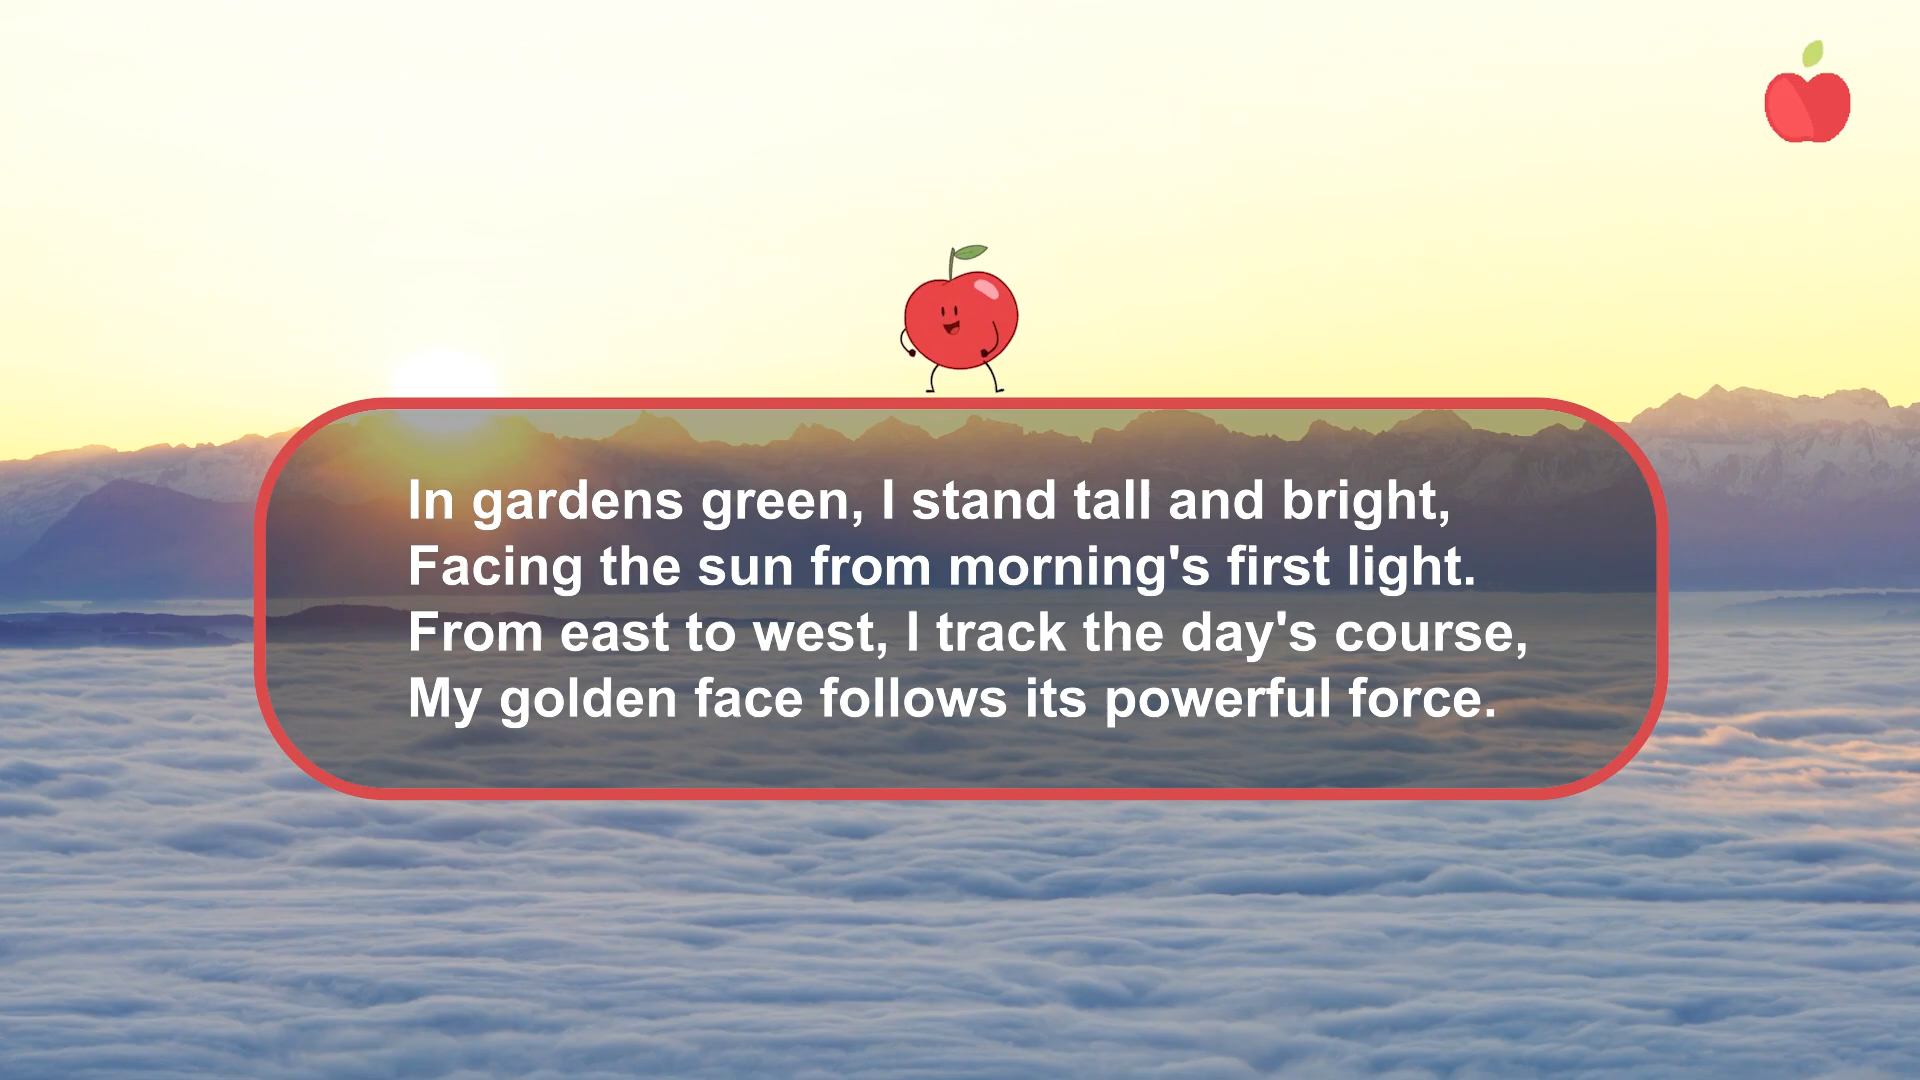 In gardens green, I stand tall and bright,
Facing the sun from morning's first light.
From east to west, I track the day's course,
My golden face follows its powerful force.